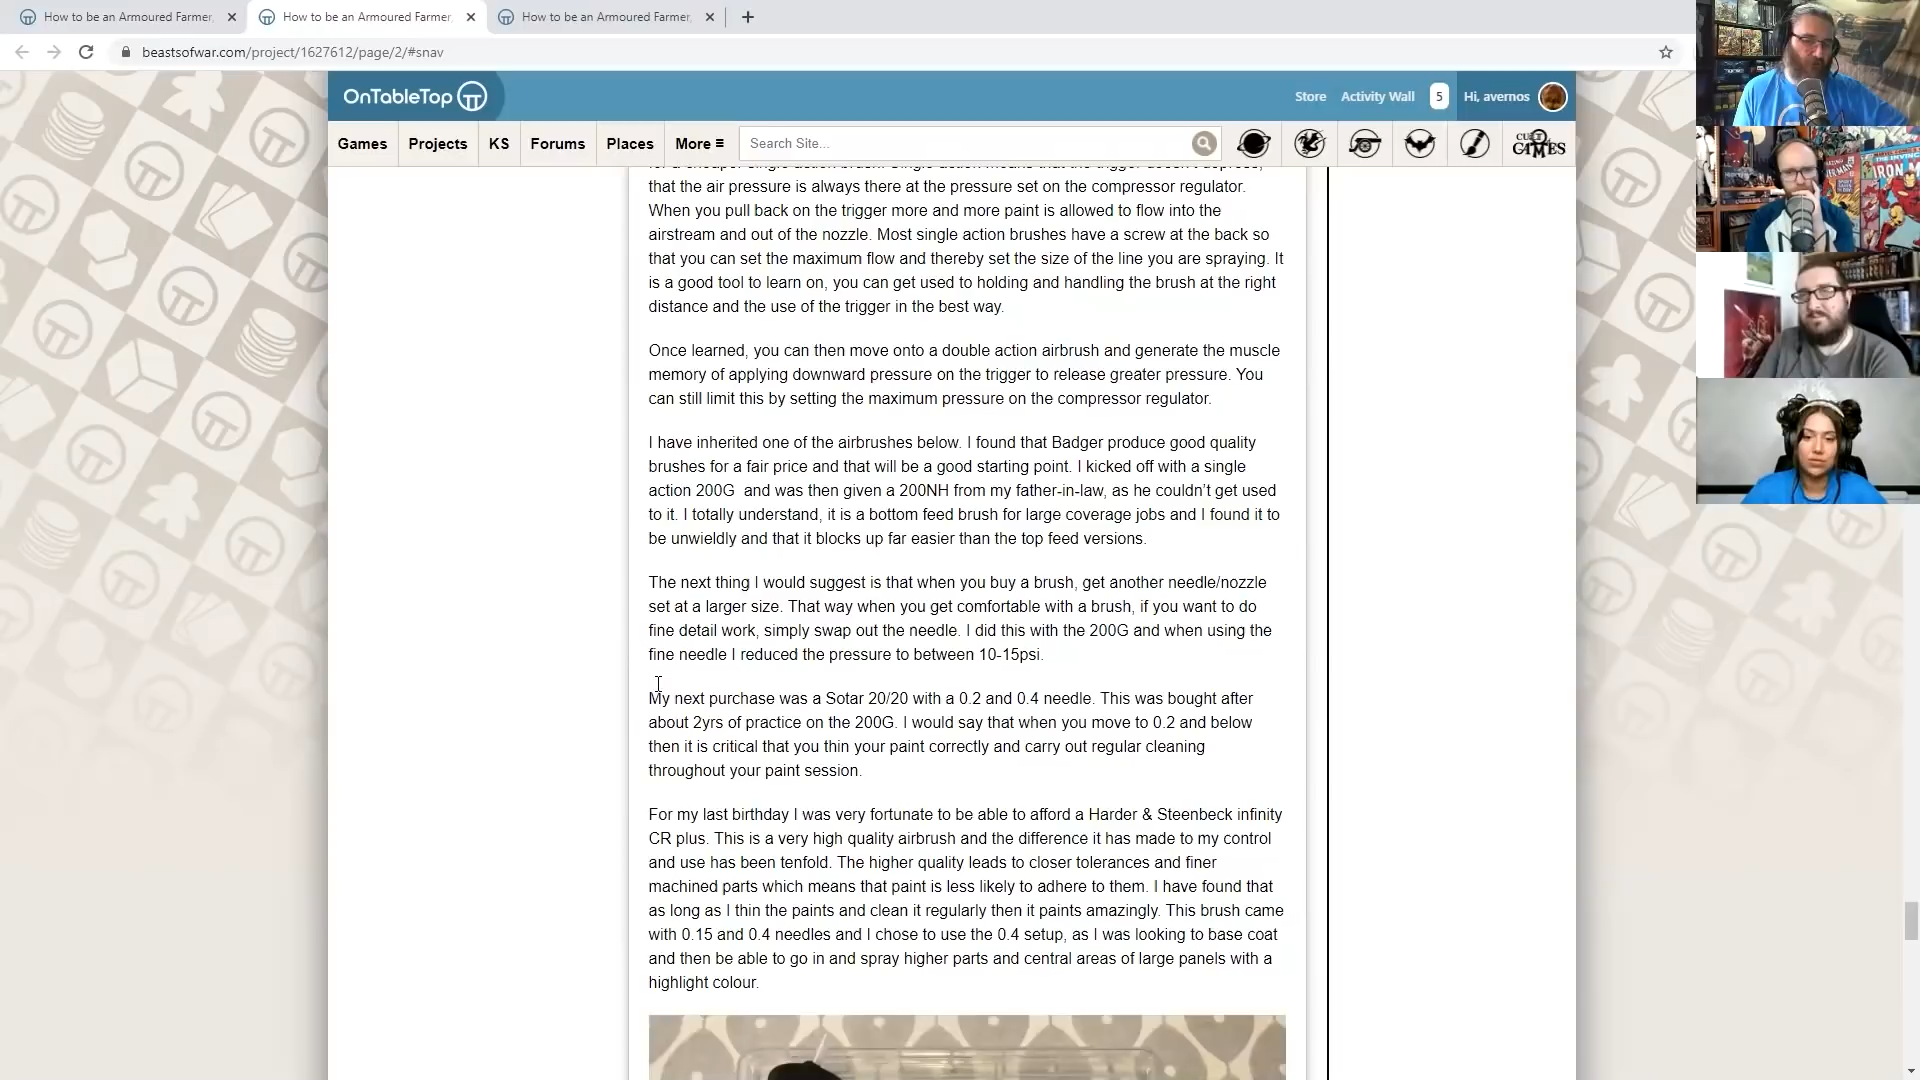 How to be an Armoured Farmer,
How to be an Armoured Farmer,
How to be an Armoured Farmer,
beastsofwar.com/project/1627612/page/2/#snav
OnTableTop
Store
Activity Wall
5
Hi, avernos
Games
Projects
KS
Forums
Places
More ≡
Search Site...
CULT OF GAMES
that the air pressure is always there at the pressure set on the compressor regulator.
When you pull back on the trigger more and more paint is allowed to flow into the
airstream and out of the nozzle. Most single action brushes have a screw at the back so
that you can set the maximum flow and thereby set the size of the line you are spraying. It
is a good tool to learn on, you can get used to holding and handling the brush at the right
distance and the use of the trigger in the best way.
Once learned, you can then move onto a double action airbrush and generate the muscle
memory of applying downward pressure on the trigger to release greater pressure. You
can still limit this by setting the maximum pressure on the compressor regulator.
I have inherited one of the airbrushes below. I found that Badger produce good quality
brushes for a fair price and that will be a good starting point. I kicked off with a single
action 200G  and was then given a 200NH from my father-in-law, as he couldn't get used
to it. I totally understand, it is a bottom feed brush for large coverage jobs and I found it to
be unwieldly and that it blocks up far easier than the top feed versions.
The next thing I would suggest is that when you buy a brush, get another needle/nozzle
set at a larger size. That way when you get comfortable with a brush, if you want to do
fine detail work, simply swap out the needle. I did this with the 200G and when using the
fine needle I reduced the pressure to between 10-15psi.
My next purchase was a Sotar 20/20 with a 0.2 and 0.4 needle. This was bought after
about 2yrs of practice on the 200G. I would say that when you move to 0.2 and below
then it is critical that you thin your paint correctly and carry out regular cleaning
throughout your paint session.
For my last birthday I was very fortunate to be able to afford a Harder & Steenbeck infinity
CR plus. This is a very high quality airbrush and the difference it has made to my control
and use has been tenfold. The higher quality leads to closer tolerances and finer
machined parts which means that paint is less likely to adhere to them. I have found that
as long as I thin the paints and clean it regularly then it paints amazingly. This brush came
with 0.15 and 0.4 needles and I chose to use the 0.4 setup, as I was looking to base coat
and then be able to go in and spray higher parts and central areas of large panels with a
highlight colour.
THE INVINCIBLE
IRON MAN